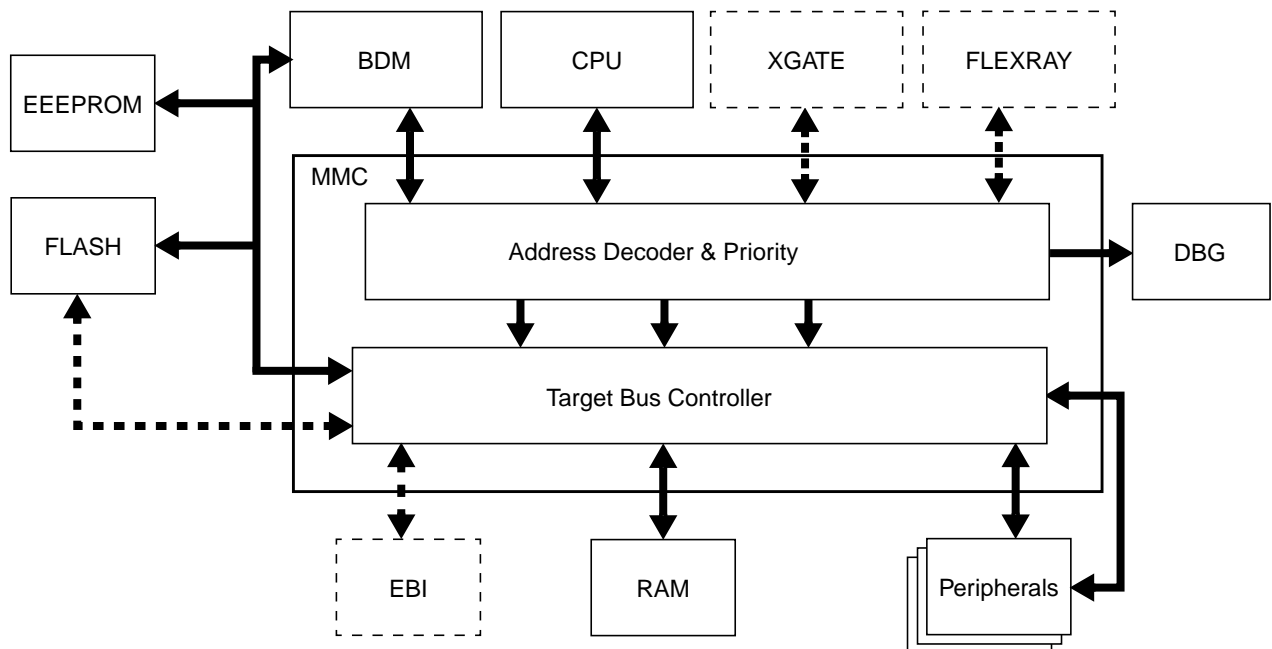 BDM
CPU
XGATE
FLEXRAY
EEEPROM
MMC
FLASH
Address Decoder & Priority
DBG
Target Bus Controller
EBI
RAM
Peripherals